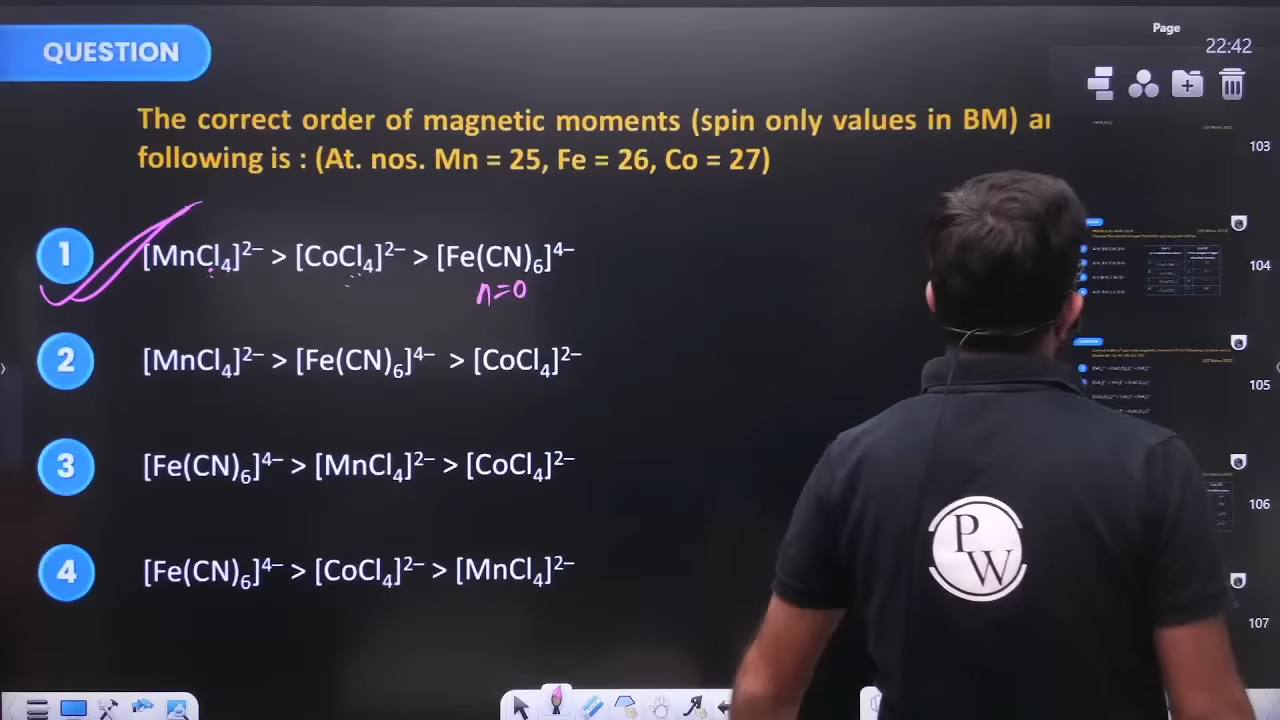 QUESTION
Page
22:42
The correct order of magnetic moments (spin only values in BM)
following is : (At. nos. Mn = 25, Fe = 26, Co = 27)
1 [MnCl₄]²⁻ > [CoCl₄]²⁻ > [Fe(CN)₆]⁴⁻
n=0
2 [MnCl₄]²⁻ > [Fe(CN)₆]⁴⁻ > [CoCl₄]²⁻
3 [Fe(CN)₆]⁴⁻ > [MnCl₄]²⁻ > [CoCl₄]²⁻
4 [Fe(CN)₆]⁴⁻ > [CoCl₄]²⁻ > [MnCl₄]²⁻
103
104
105
106
107
P
W